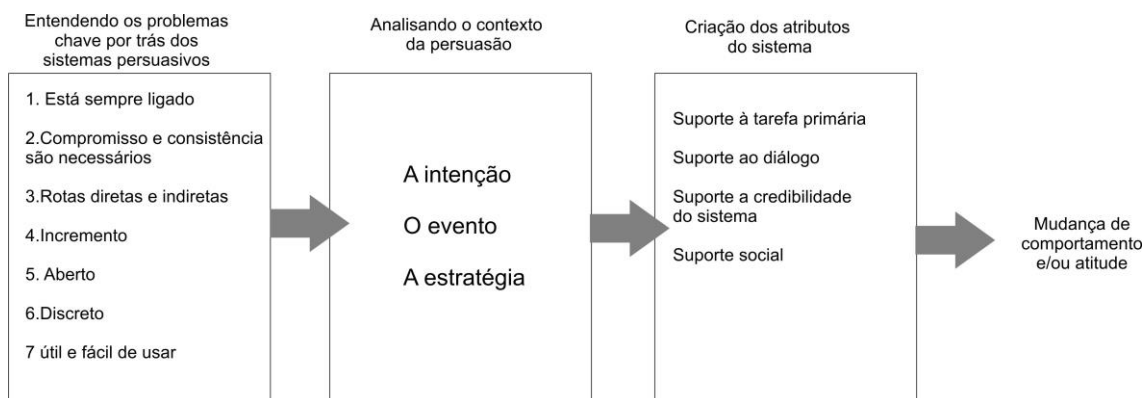 Entendendo os problemas
chave por trás dos
sistemas persuasivos
1. Está sempre ligado
2.Compromisso e consistência
são necessários
3.Rotas diretas e indiretas
4.Incremento
5. Aberto
6.Discreto
7 útil e fácil de usar
Analisando o contexto
da persuasão
A intenção
O evento
A estratégia
Criação dos atributos
do sistema
Suporte à tarefa primária
Suporte ao diálogo
Suporte a credibilidade
do sistema
Suporte social
Mudança de
comportamento
e/ou atitude